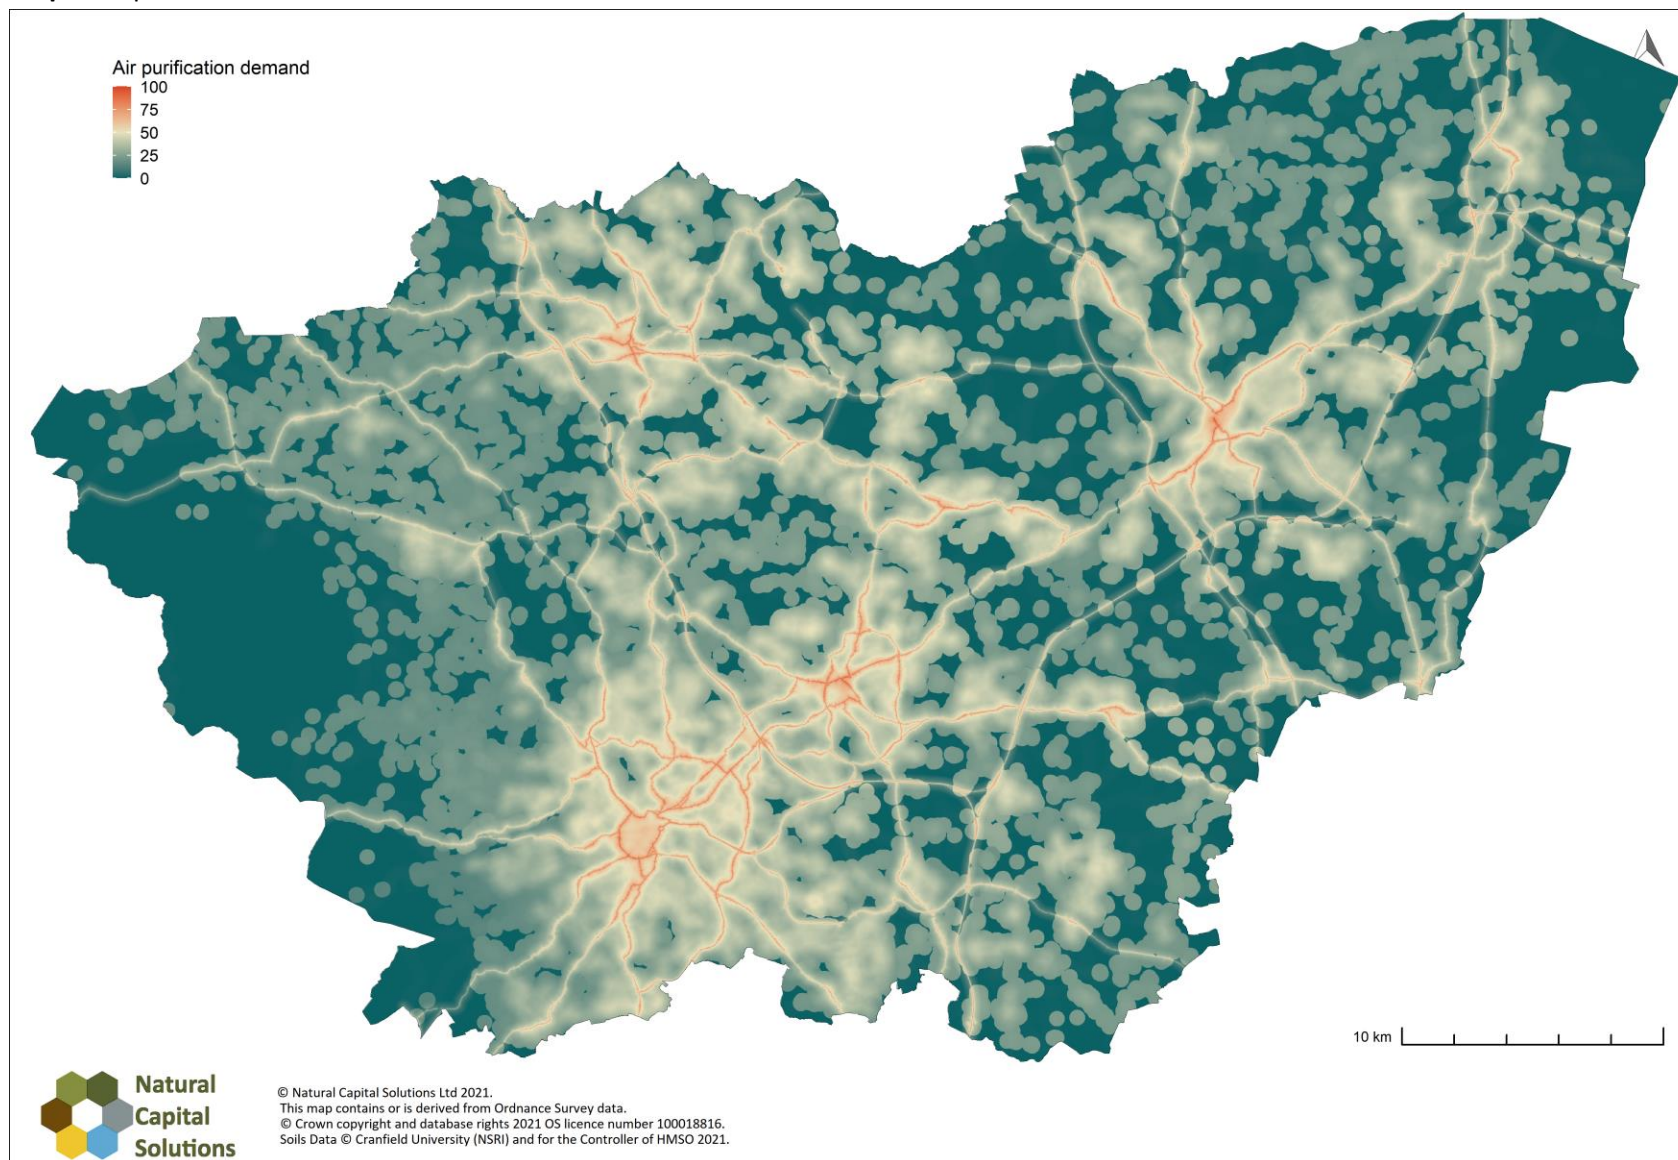 Air purification demand
100
75
50
25
0
10 km
Natural
Capital
Solutions
© Natural Capital Solutions Ltd 2021.
This map contains or is derived from Ordnance Survey data.
© Crown copyright and database rights 2021 OS licence number 100018816.
Soils Data © Cranfield University (NSRI) and for the Controller of HMSO 2021.